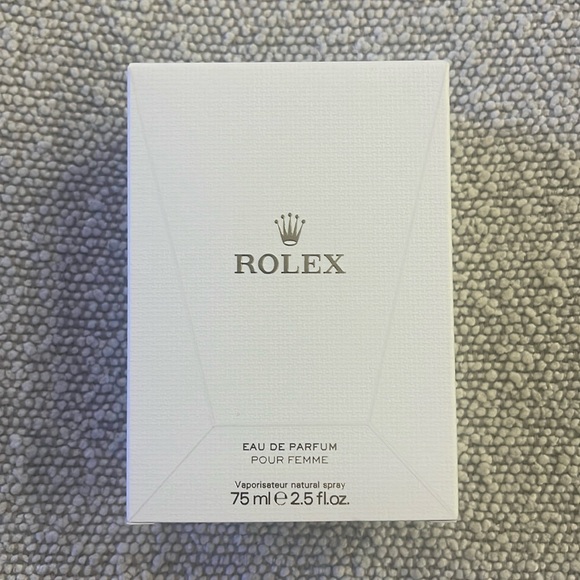 ROLEX
EAU DE PARFUM
POUR FEMME
Vaporisateur natural spray
75 ml ℮ 2.5 fl.oz.